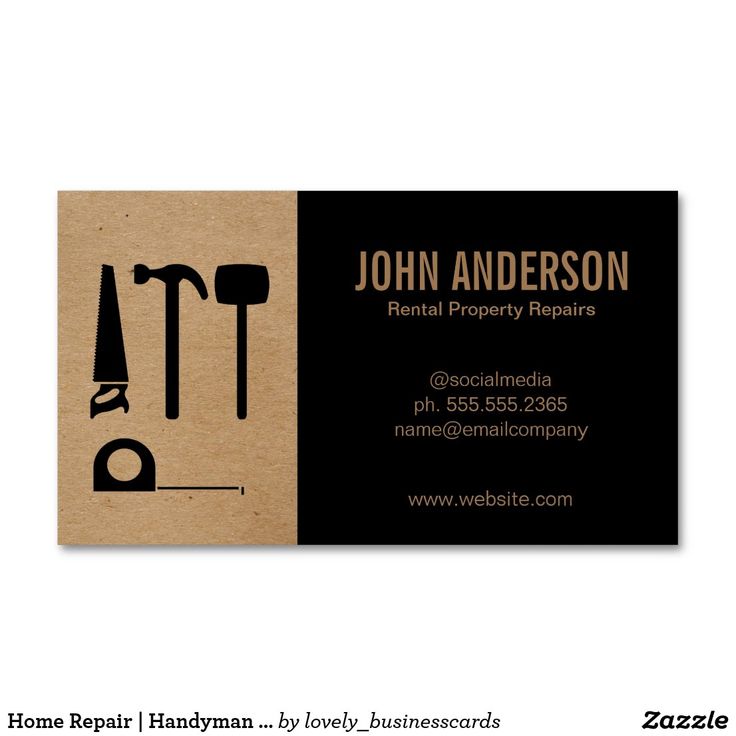 JOHN ANDERSON
Rental Property Repairs
@socialmedia
ph. 555.555.2365
name@emailcompany
www.website.com
Home Repair | Handyman ... by lovely_businesscards
Zazzle